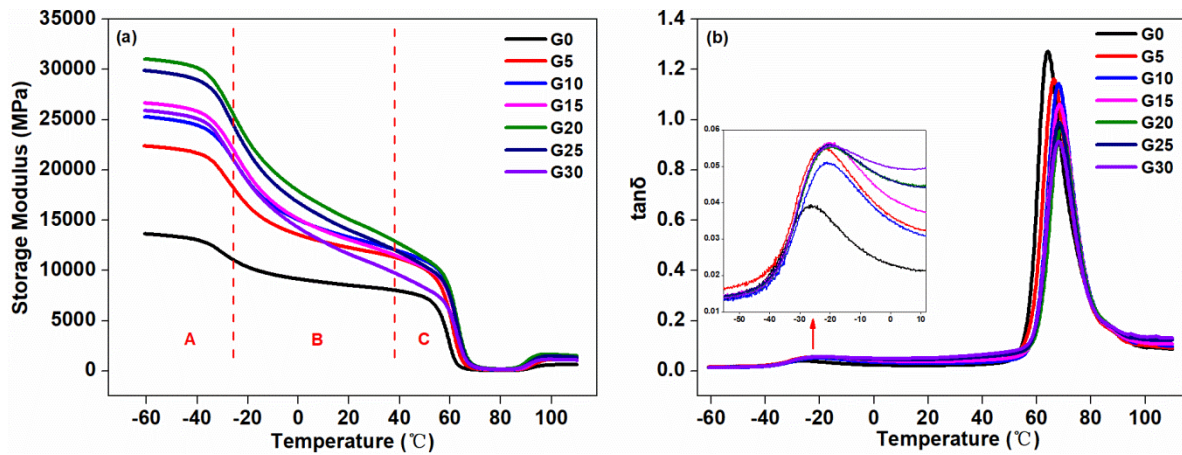 (a)
G0
G5
G10
G15
G20
G25
G30
35000
30000
25000
20000
15000
10000
5000
0
Storage Modulus (MPa)
A
B
C
-60
-40
-20
0
20
40
60
80
100
Temperature (℃)
(b)
G0
G5
G10
G15
G20
G25
G30
1.4
1.2
1.0
0.8
0.6
0.4
0.2
0.0
tanδ
0.06
0.05
0.04
0.03
0.02
0.01
-50
-40
-30
-20
-10
0
10
-60
-40
-20
0
20
40
60
80
100
Temperature (℃)